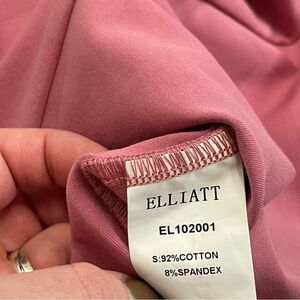 ELLIATT
EL102001
S:92%COTTON
8%SPANDEX